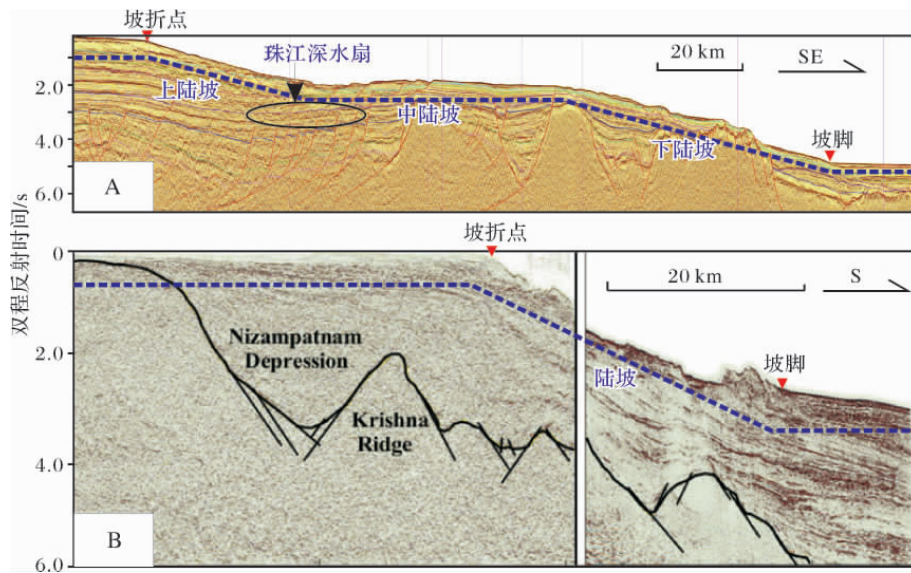 坡折点
珠江深水扇
20 km
SE
上陆坡
2.0
中陆坡
下陆坡
4.0
坡脚
A
6.0
双程反射时间/s
坡折点
0
20 km
S
Nizampatnam
Depression
2.0
陆坡
坡脚
Krishna
Ridge
4.0
B
6.0